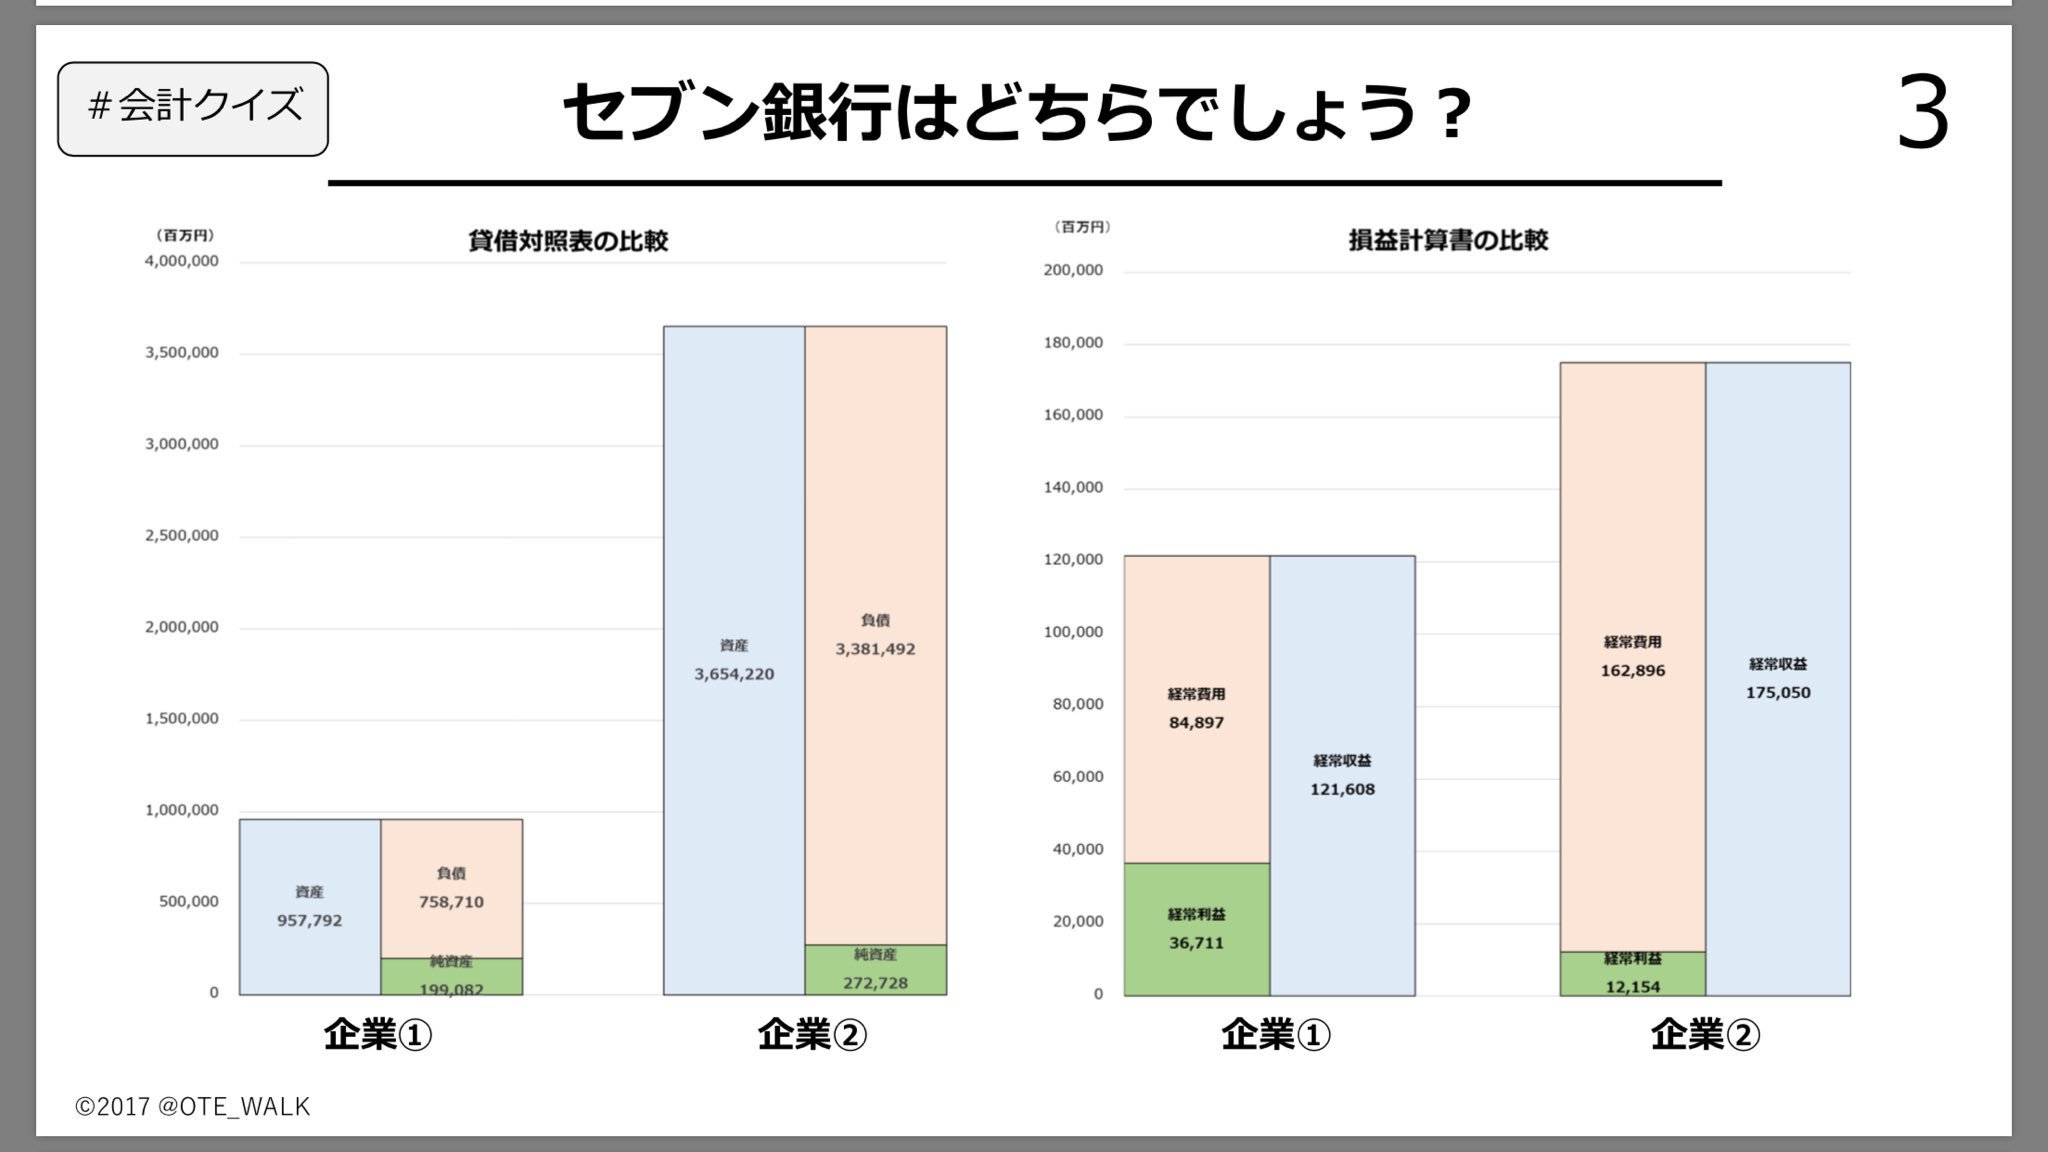 ＃会計クイズ
セブン銀行はどちらでしょう？
3
（百万円）
貸借対照表の比較
4,000,000
3,500,000
3,000,000
2,500,000
2,000,000
1,500,000
1,000,000
500,000
0
資産
957,792
負債
758,710
純資産
199,082
資産
3,654,220
負債
3,381,492
純資産
272,728
企業①
企業②
（百万円）
損益計算書の比較
200,000
180,000
160,000
140,000
120,000
100,000
80,000
60,000
40,000
20,000
0
経常費用
84,897
経常利益
36,711
経常収益
121,608
経常費用
162,896
経常利益
12,154
経常収益
175,050
企業①
企業②
©2017 @OTE_WALK